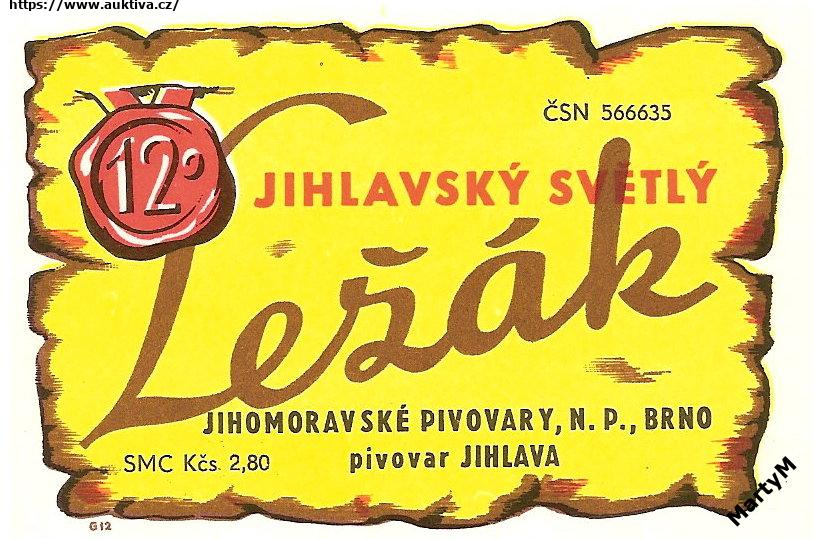 https://www.auktiva.cz/
ČSN 566635
12°
JIHLAVSKÝ SVĚTLÝ
Ležák
JIHOMORAVSKÉ PIVOVARY, N. P., BRNO
SMC Kčs 2,80
pivovar JIHLAVA
MartyM
G12